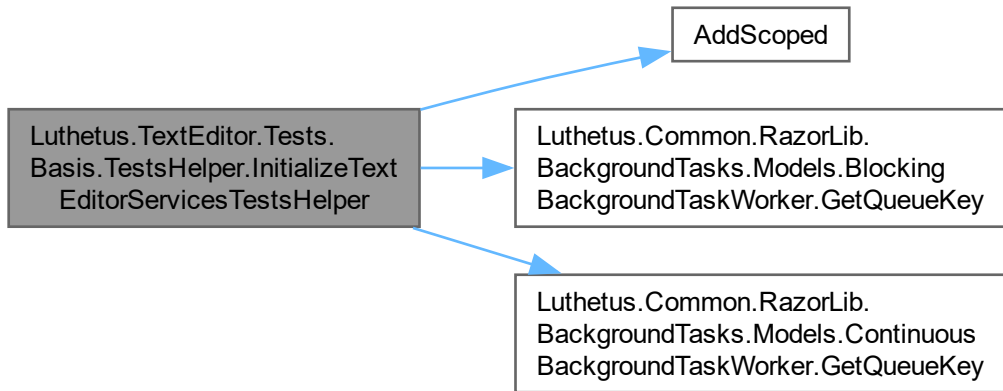 AddScoped
Luthetus.TextEditor.Tests.
Basis.TestsHelper.InitializeText
EditorServicesTestsHelper
Luthetus.Common.RazorLib.
BackgroundTasks.Models.Blocking
BackgroundTaskWorker.GetQueueKey
Luthetus.Common.RazorLib.
BackgroundTasks.Models.Continuous
BackgroundTaskWorker.GetQueueKey